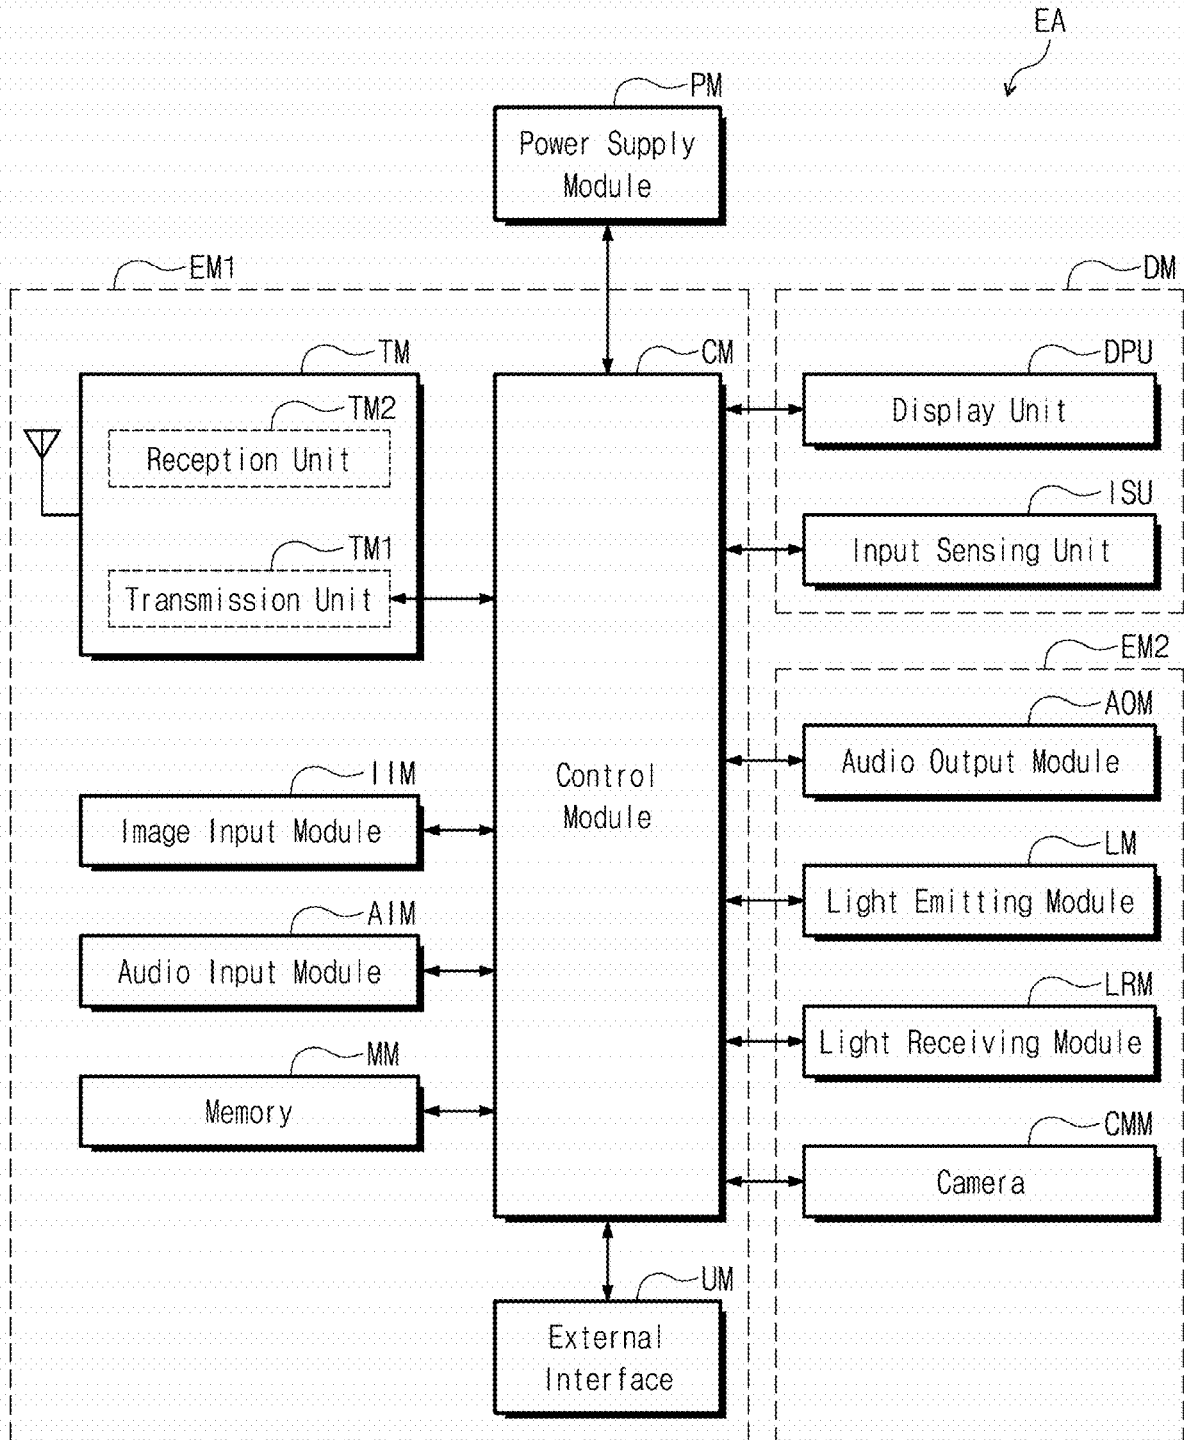 EA
PM
Power Supply
Module
EM1
DM
TM
CM
DPU
TM2
Display Unit
Reception Unit
ISU
TM1
Input Sensing Unit
Transmission Unit
EM2
AOM
Audio Output Module
IIM
Control
Module
Image Input Module
LM
Light Emitting Module
AIM
Audio Input Module
LRM
Light Receiving Module
MM
Memory
CMM
Camera
UM
External
Interface